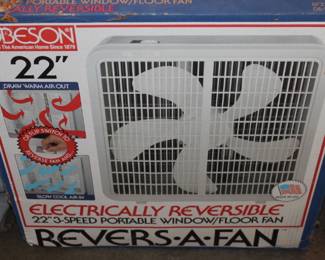 PORTABLE WINDOW/FLOOR FAN
ELECTRICALLY REVERSIBLE
BESON
The American Home Since 1879
22"
DRAW WARM AIR OUT
BLOW COOL AIR IN
ELECTRICALLY REVERSIBLE
22" 3-SPEED PORTABLE WINDOW/FLOOR FAN
REVERS-A-FAN